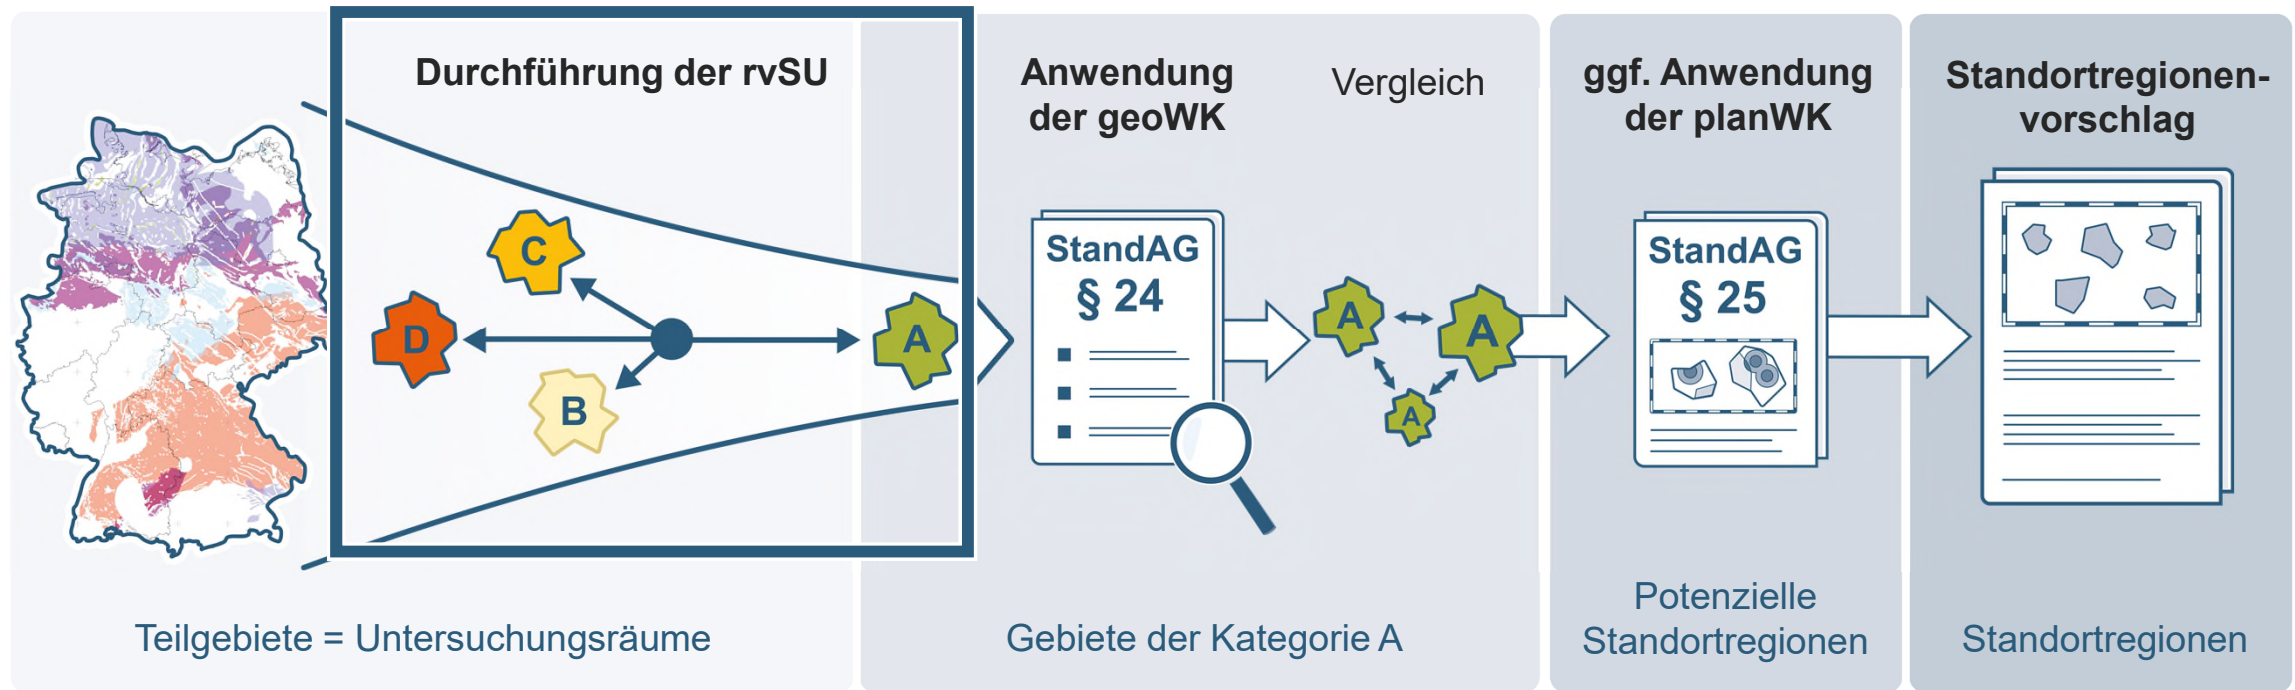 Durchführung der rvSU
C
D
B
A
Teilgebiete = Untersuchungsräume
Anwendung
der geoWK
Vergleich
StandAG
§ 24
A
A
A
Gebiete der Kategorie A
ggf. Anwendung
der planWK
StandAG
§ 25
Potenzielle
Standortregionen
Standortregionen-
vorschlag
Standortregionen